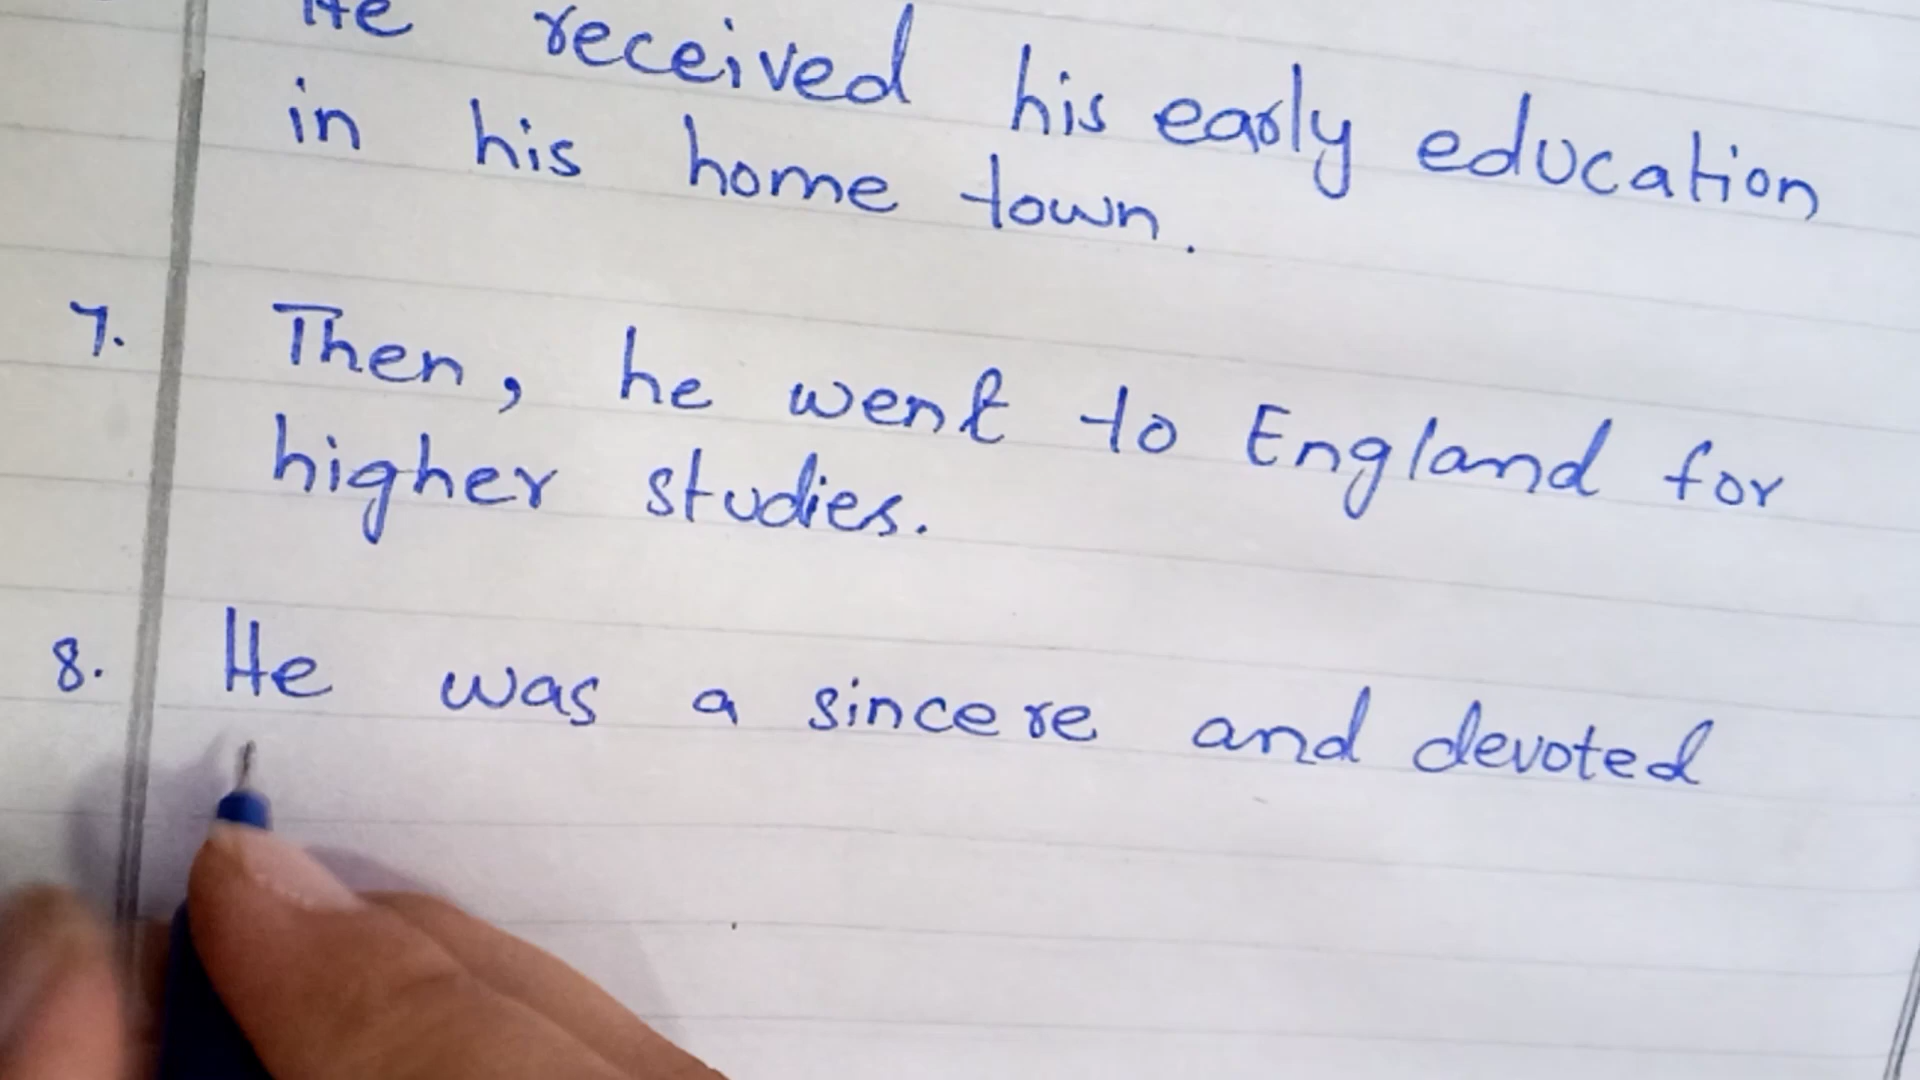 He received his early education
in his home town.
7. Then, he went to England for
higher studies.
8. He was a sincere and devoted